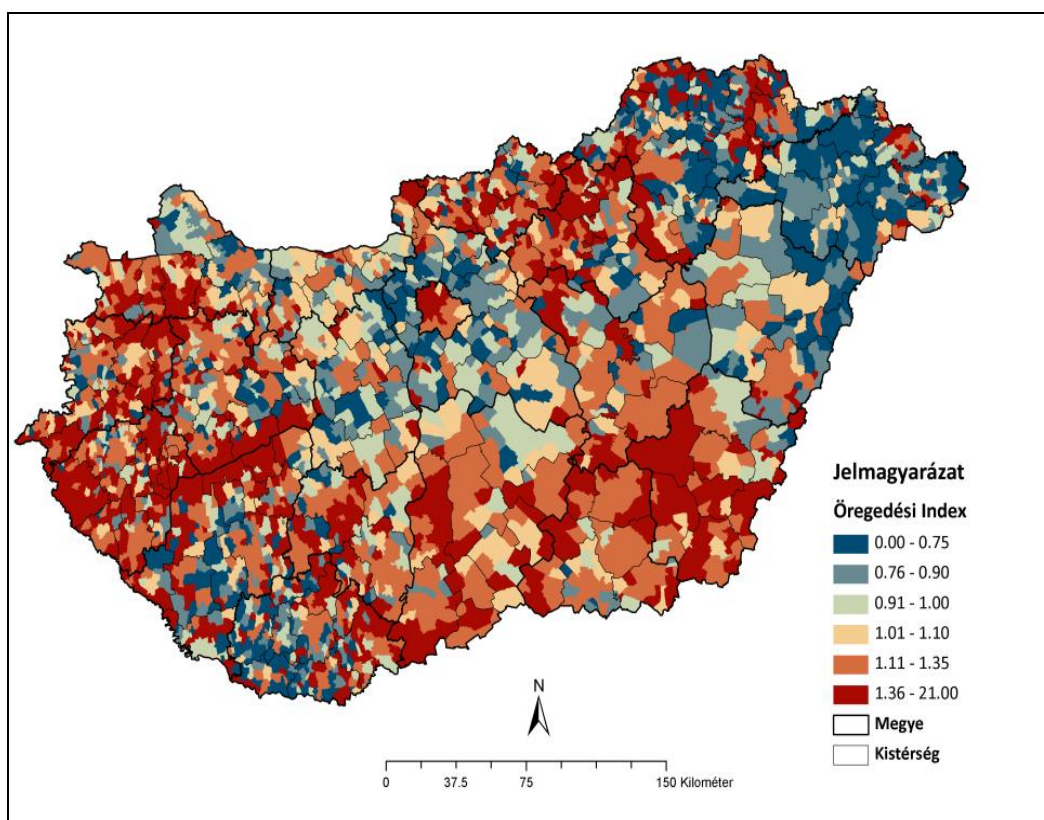 Jelmagyarázat
Öregedési Index
0.00 - 0.75
0.76 - 0.90
0.91 - 1.00
1.01 - 1.10
1.11 - 1.35
1.36 - 21.00
Megye
Kistérség
N
0 37.5 75 150 Kilométer